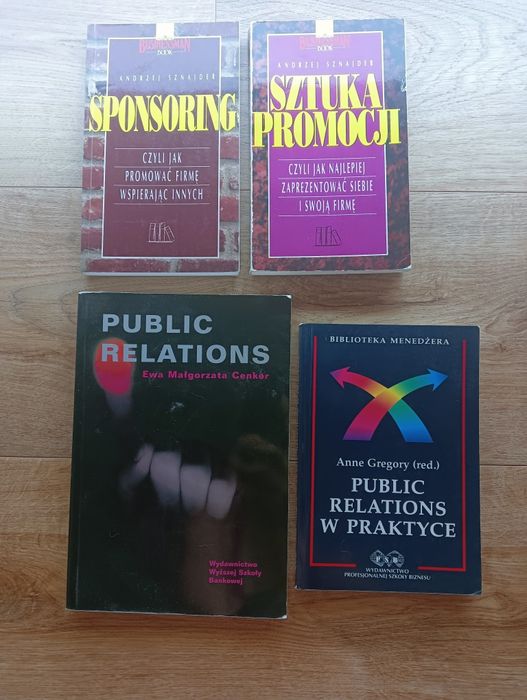 BUSINESSMAN
BOOK
ANDRZEJ SZNAJDER
SPONSORING
CZYLI JAK
PROMOWAĆ FIRMĘ
WSPIERAJĄC INNYCH
BUSINESSMAN
BOOK
ANDRZEJ SZNAJDER
SZTUKA
PROMOCJI
CZYLI JAK NAJLEPIEJ
ZAPREZENTOWAĆ SIEBIE
I SWOJĄ FIRMĘ
PUBLIC
RELATIONS
Ewa Małgorzata Cenker
Wydawnictwo
Wyższej Szkoły
Bankowej
BIBLIOTEKA MENEDŻERA
Anne Gregory (red.)
PUBLIC
RELATIONS
W PRAKTYCE
PSB
WYDAWNICTWO
PROFESJONALNEJ SZKOŁY BIZNESU